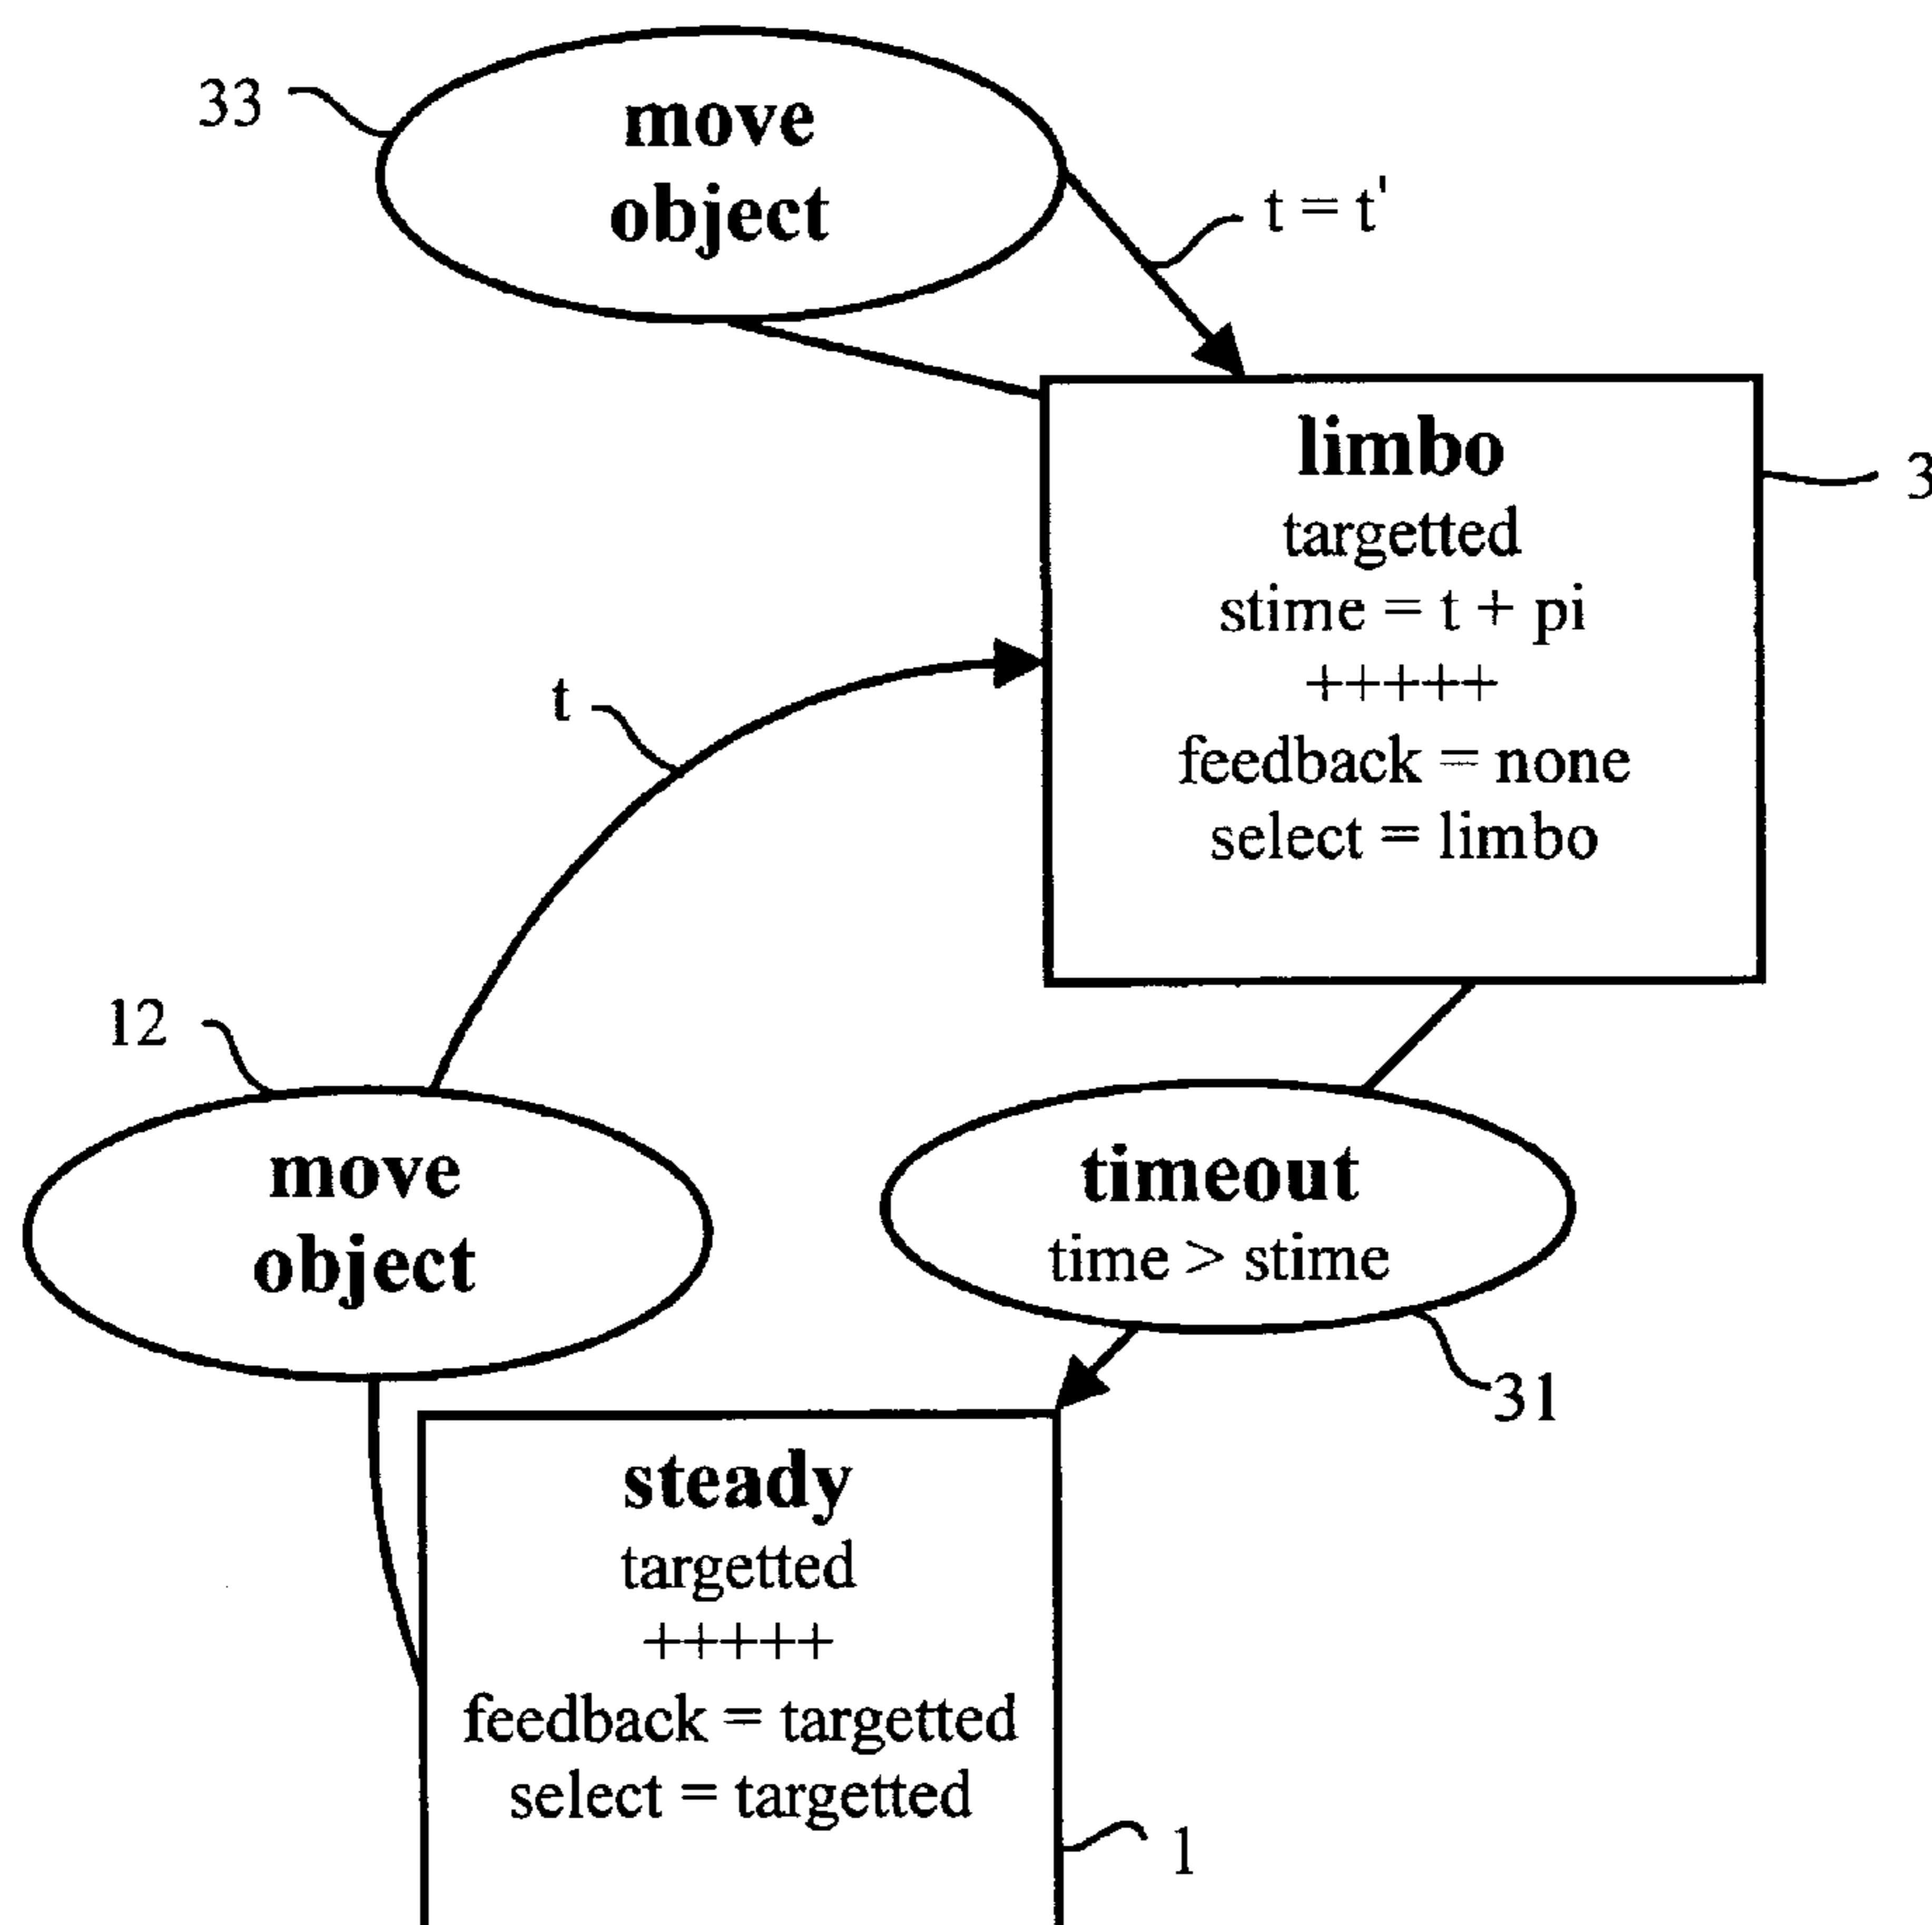 33
move
object
t = t'
limbo
3
targetted
stime = t + pi
+++++
feedback = none
select = limbo
t
12
move
object
timeout
time > stime
31
steady
targetted
+++++
feedback = targetted
select = targetted
1